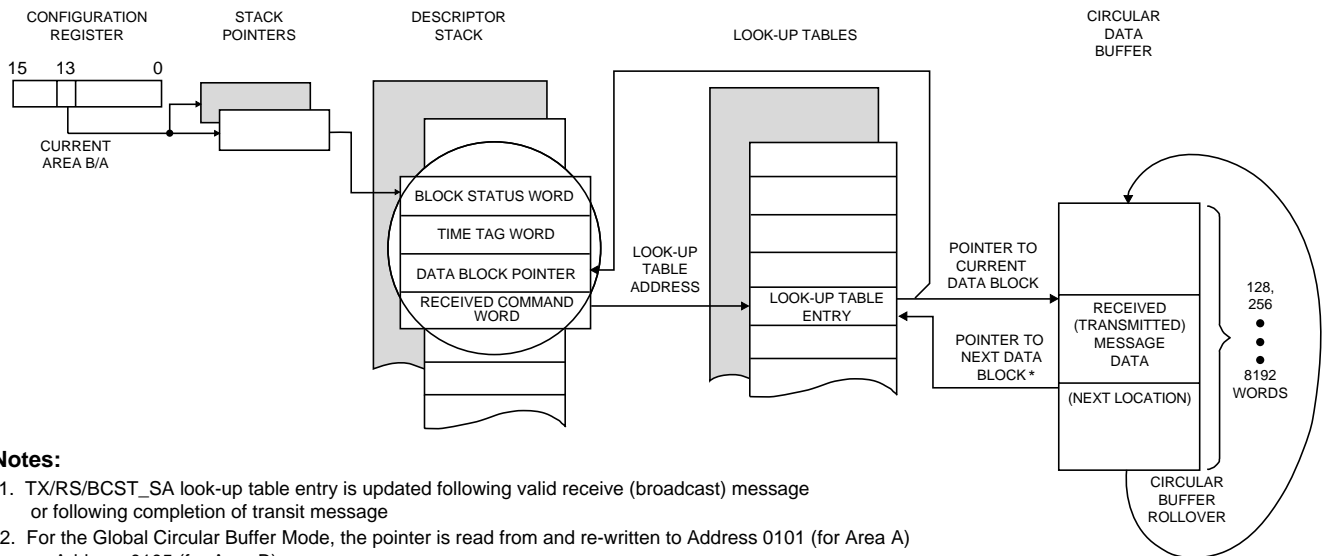 CONFIGURATION
REGISTER
STACK
POINTERS
DESCRIPTOR
STACK
LOOK-UP TABLES
CIRCULAR
DATA
BUFFER
15 13 0
CURRENT
AREA B/A
BLOCK STATUS WORD
TIME TAG WORD
DATA BLOCK POINTER
RECEIVED COMMAND
WORD
LOOK-UP
TABLE
ADDRESS
LOOK-UP TABLE
ENTRY
POINTER TO
CURRENT
DATA BLOCK
POINTER TO
NEXT DATA
BLOCK *
RECEIVED
(TRANSMITTED)
MESSAGE
DATA
(NEXT LOCATION)
128,
256
8192
WORDS
CIRCULAR
BUFFER
ROLLOVER
Notes:
1. TX/RS/BCST_SA look-up table entry is updated following valid receive (broadcast) message
or following completion of transit message
2. For the Global Circular Buffer Mode, the pointer is read from and re-written to Address 0101 (for Area A)